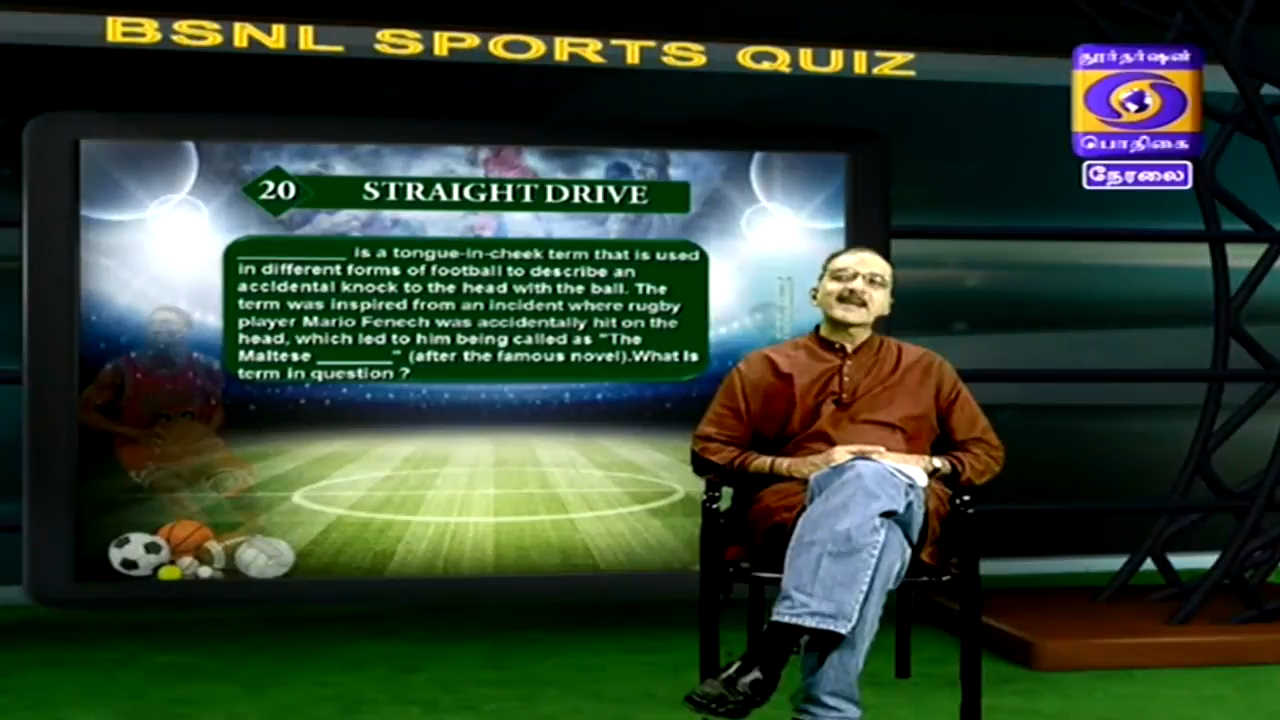 BSNL SPORTS QUIZ
தூர்தர்ஷன்
பொதிகை
நேரலை
20 STRAIGHT DRIVE
________ is a tongue-in-cheek term that is used
in different forms of football to describe an
accidental knock to the head with the ball. The
term was inspired from an incident where rugby
player Mario Fenech was accidentally hit on the
head, which led to him being called as "The
Maltese ______" (after the famous novel).What is
term in question ?